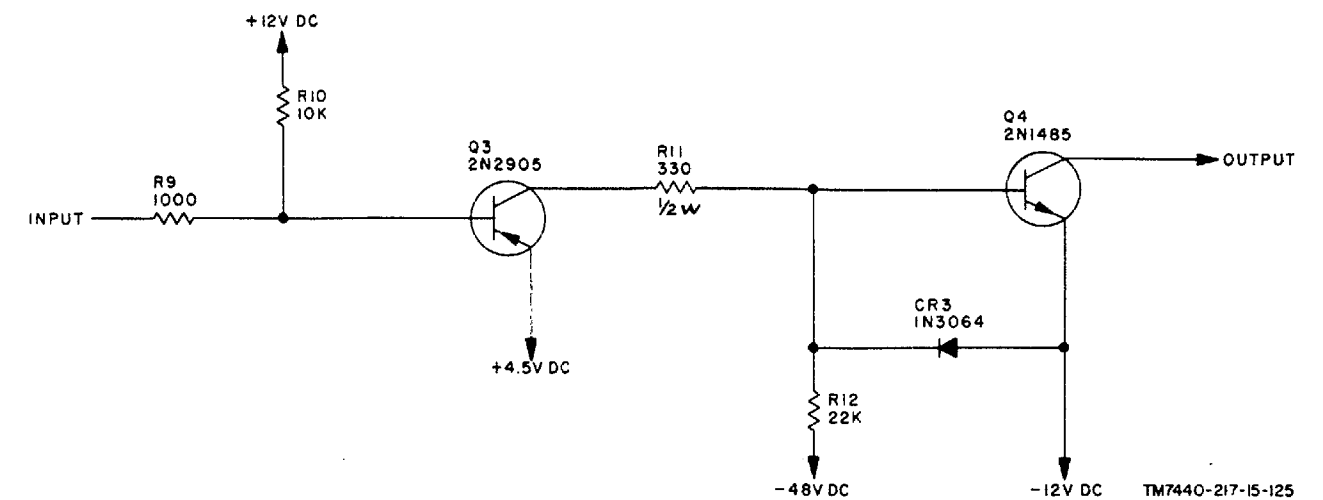 +12V DC
R10
10K
Q4
2N1485
Q3
2N2905
R11
330
1/2 W
OUTPUT
R9
1000
INPUT
CR3
1N3064
+4.5V DC
R12
22K
-48V DC
-12V DC
TM7440-217-15-125